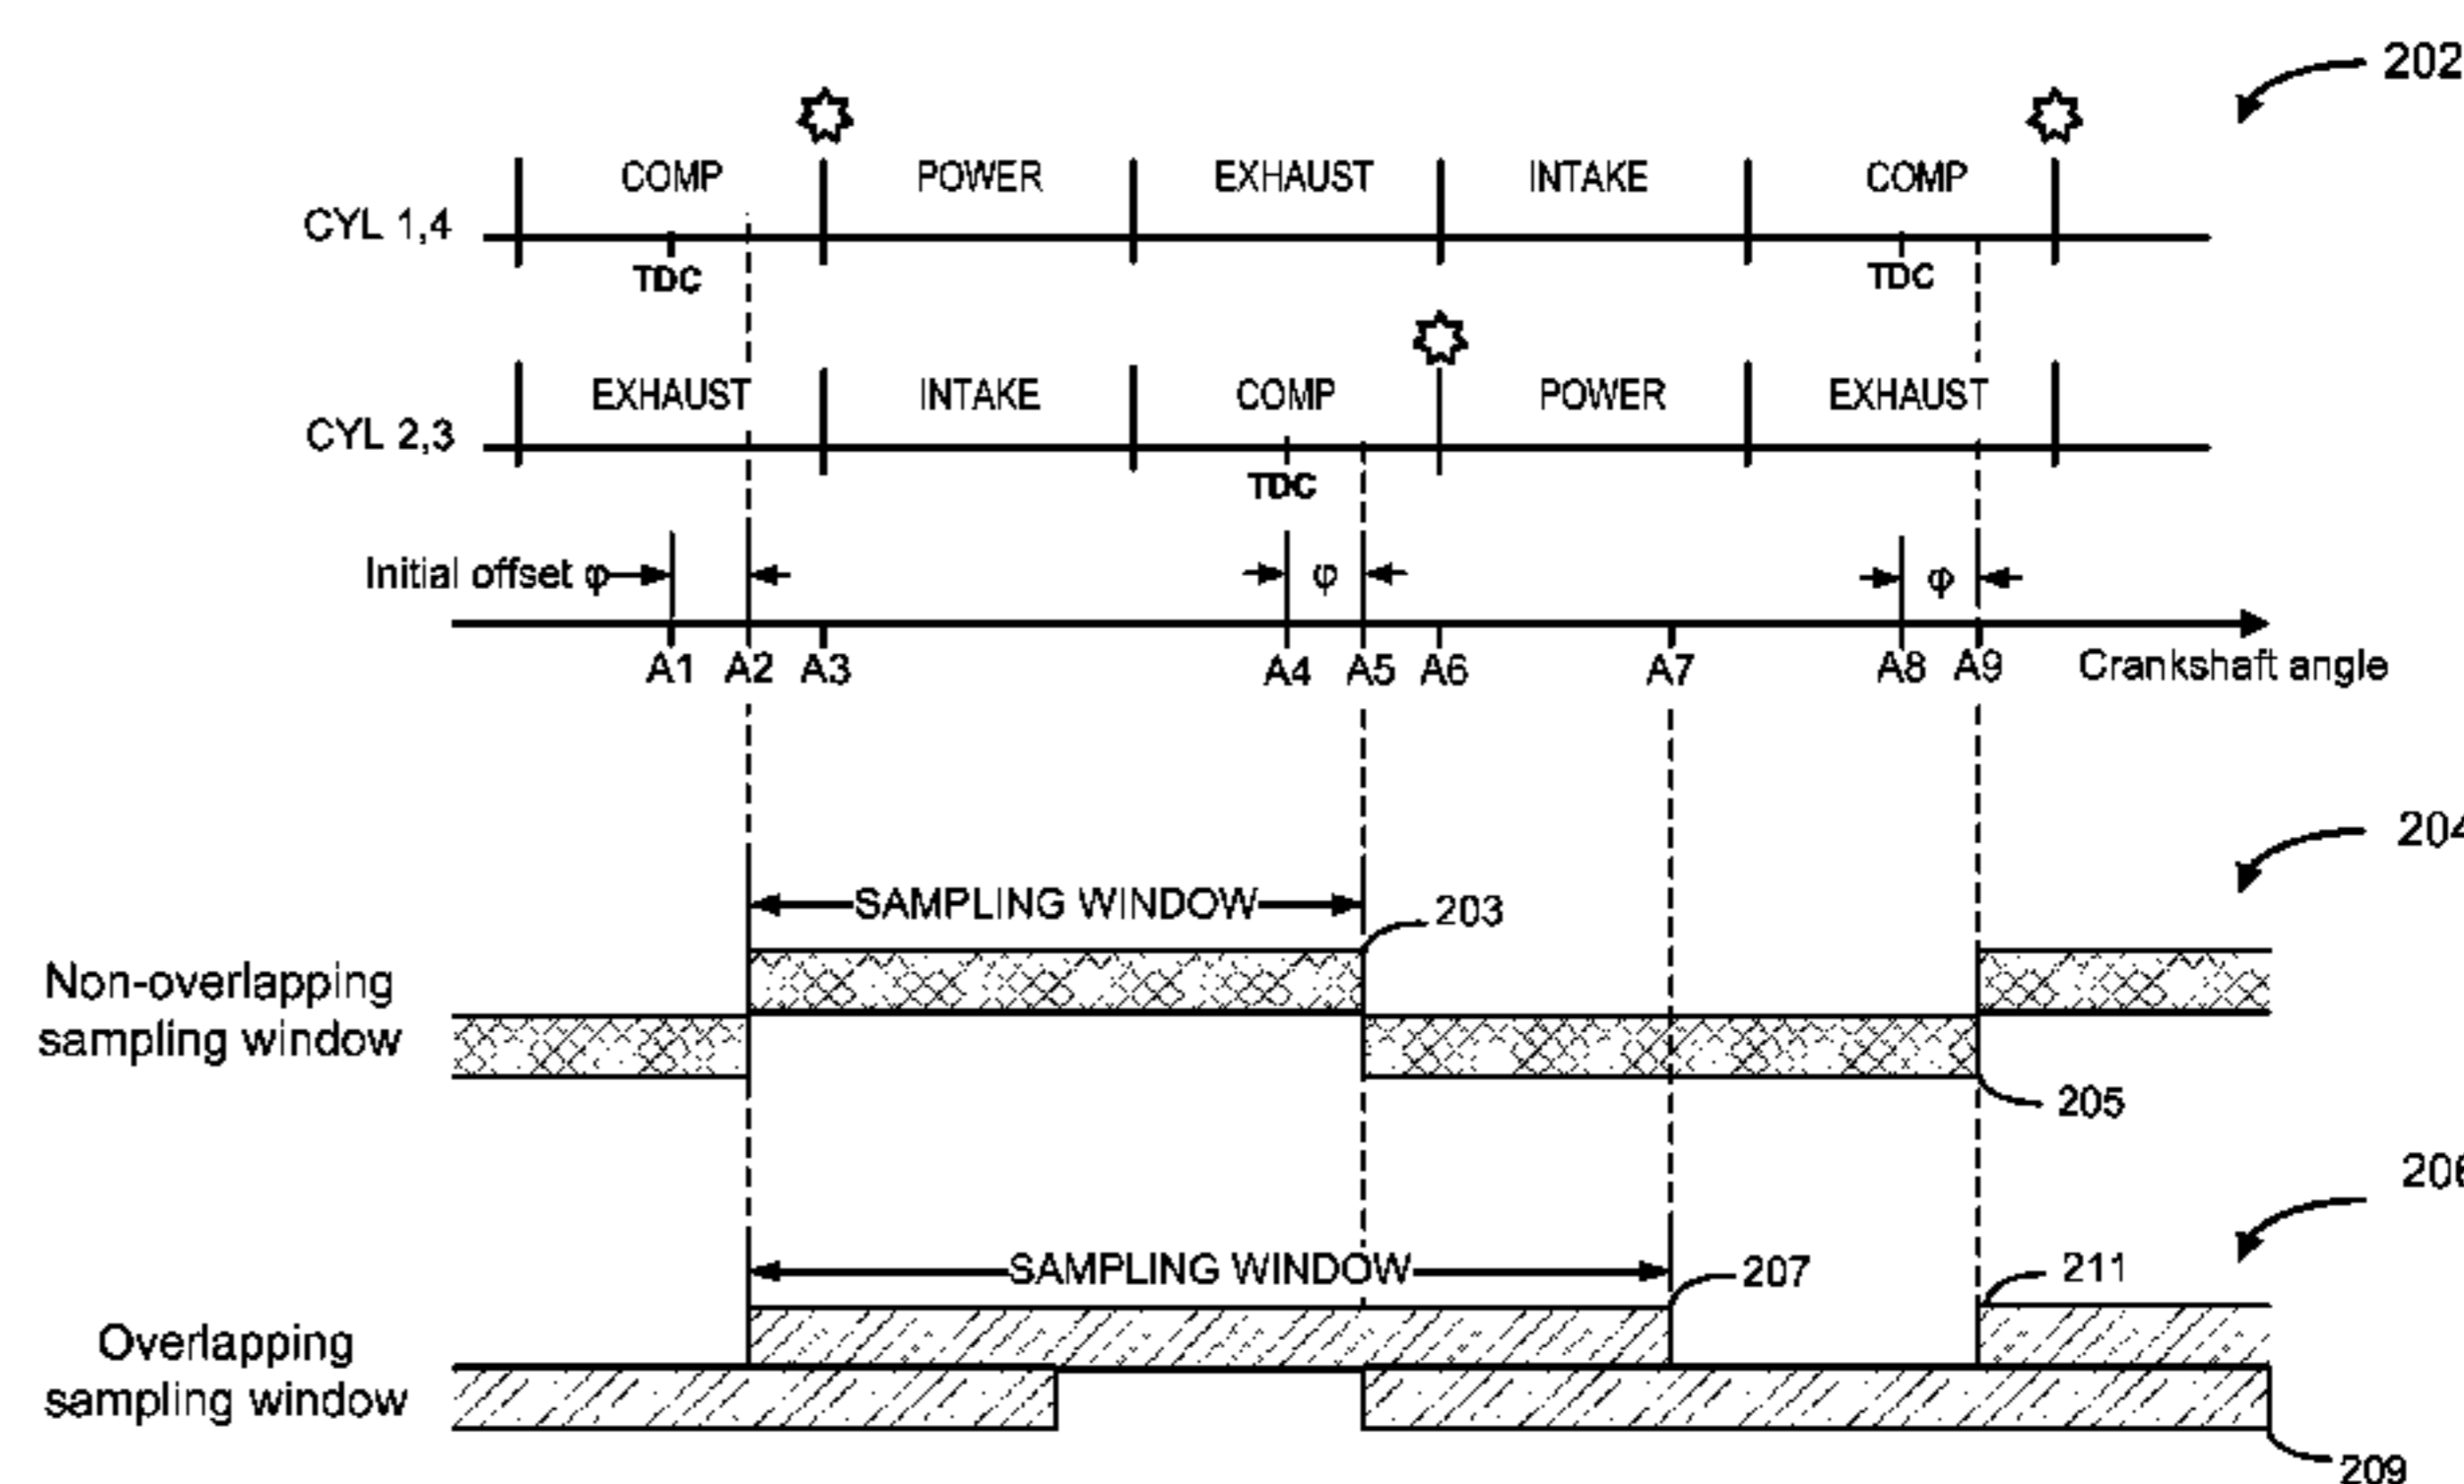 202
COMP POWER EXHAUST INTAKE COMP
CYL 1,4
TDC TDC
EXHAUST INTAKE COMP POWER EXHAUST
CYL 2,3
TDC
Initial offset φ φ φ
A1 A2 A3 A4 A5 A6 A7 A8 A9 Crankshaft angle
204
SAMPLING WINDOW 203
Non-overlapping
sampling window
205
206
SAMPLING WINDOW 207 211
Overlapping
sampling window
209